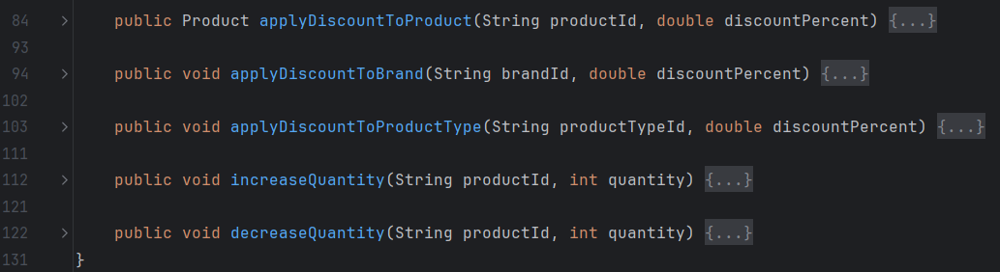 84 > public Product applyDiscountToProduct(String productId, double discountPercent) {...}
93
94 > public void applyDiscountToBrand(String brandId, double discountPercent) {...}
102
103 > public void applyDiscountToProductType(String productTypeId, double discountPercent) {...}
111
112 > public void increaseQuantity(String productId, int quantity) {...}
121
122 > public void decreaseQuantity(String productId, int quantity) {...}
131 }